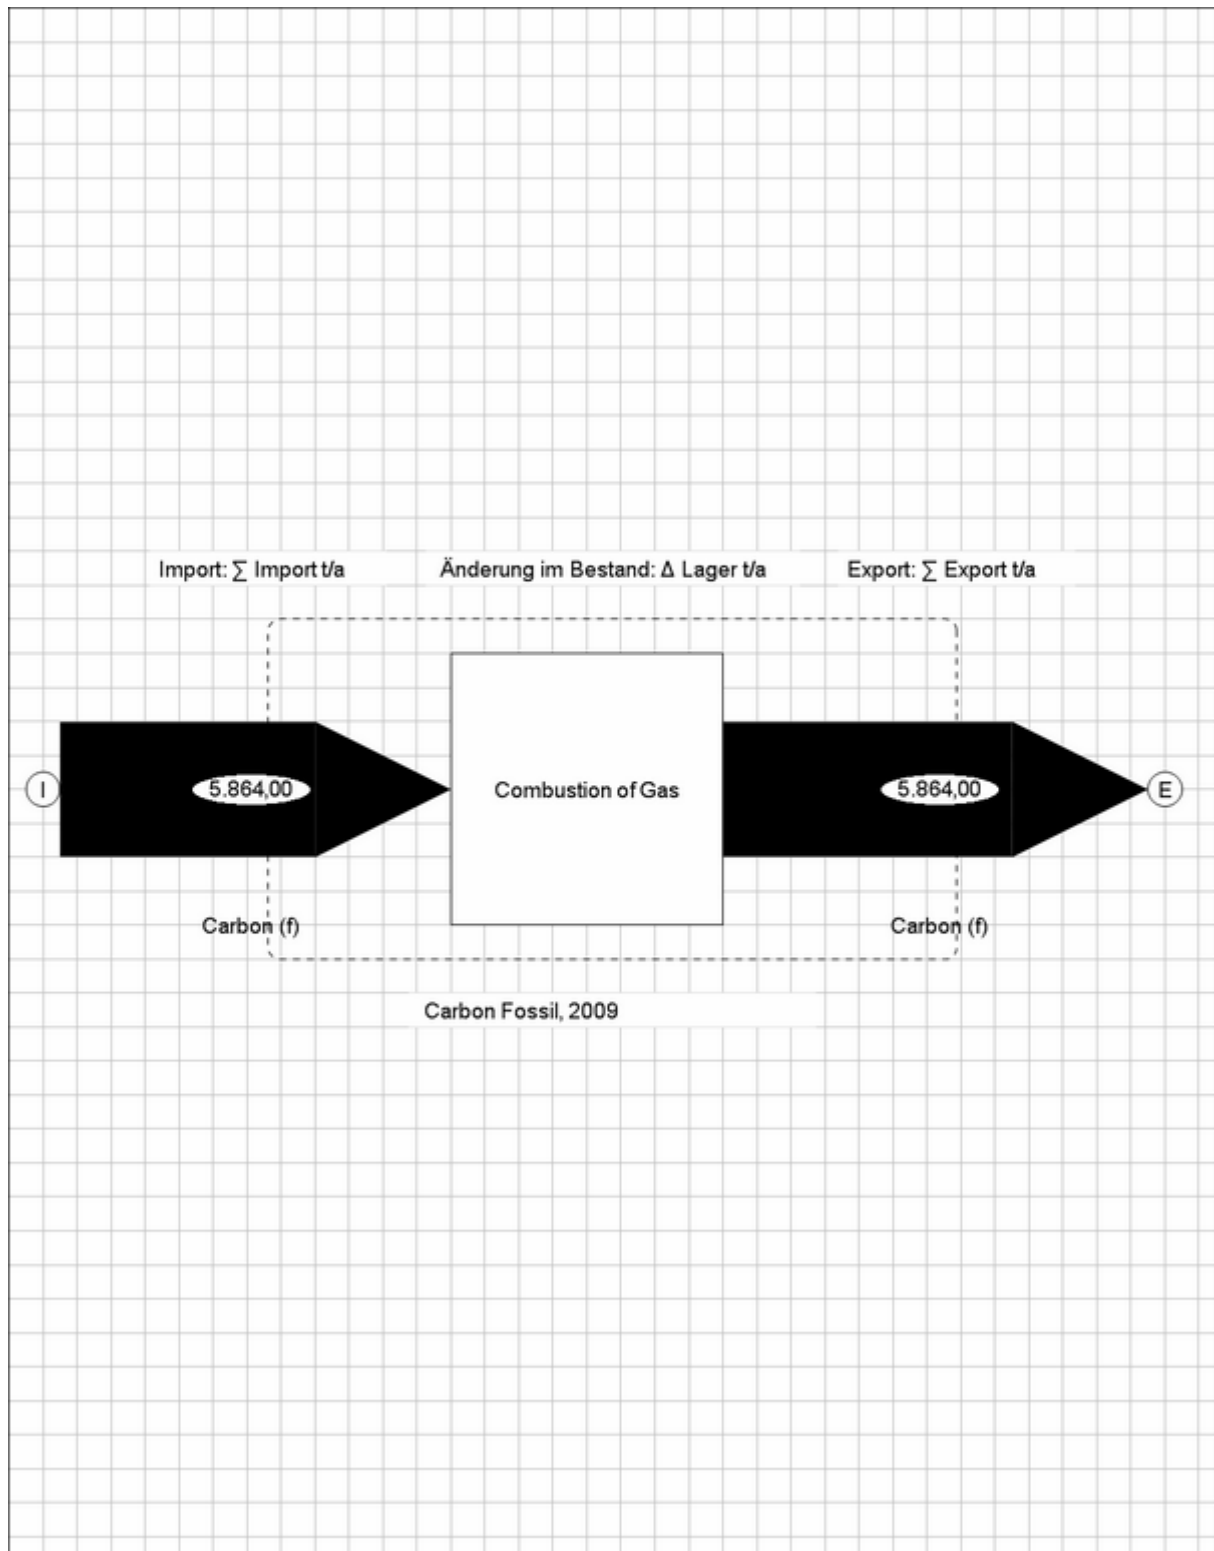 Import: ∑ Import t/a
Änderung im Bestand: Δ Lager t/a
Export: ∑ Export t/a
I
5.864,00
Combustion of Gas
5.864,00
E
Carbon (f)
Carbon (f)
Carbon Fossil, 2009